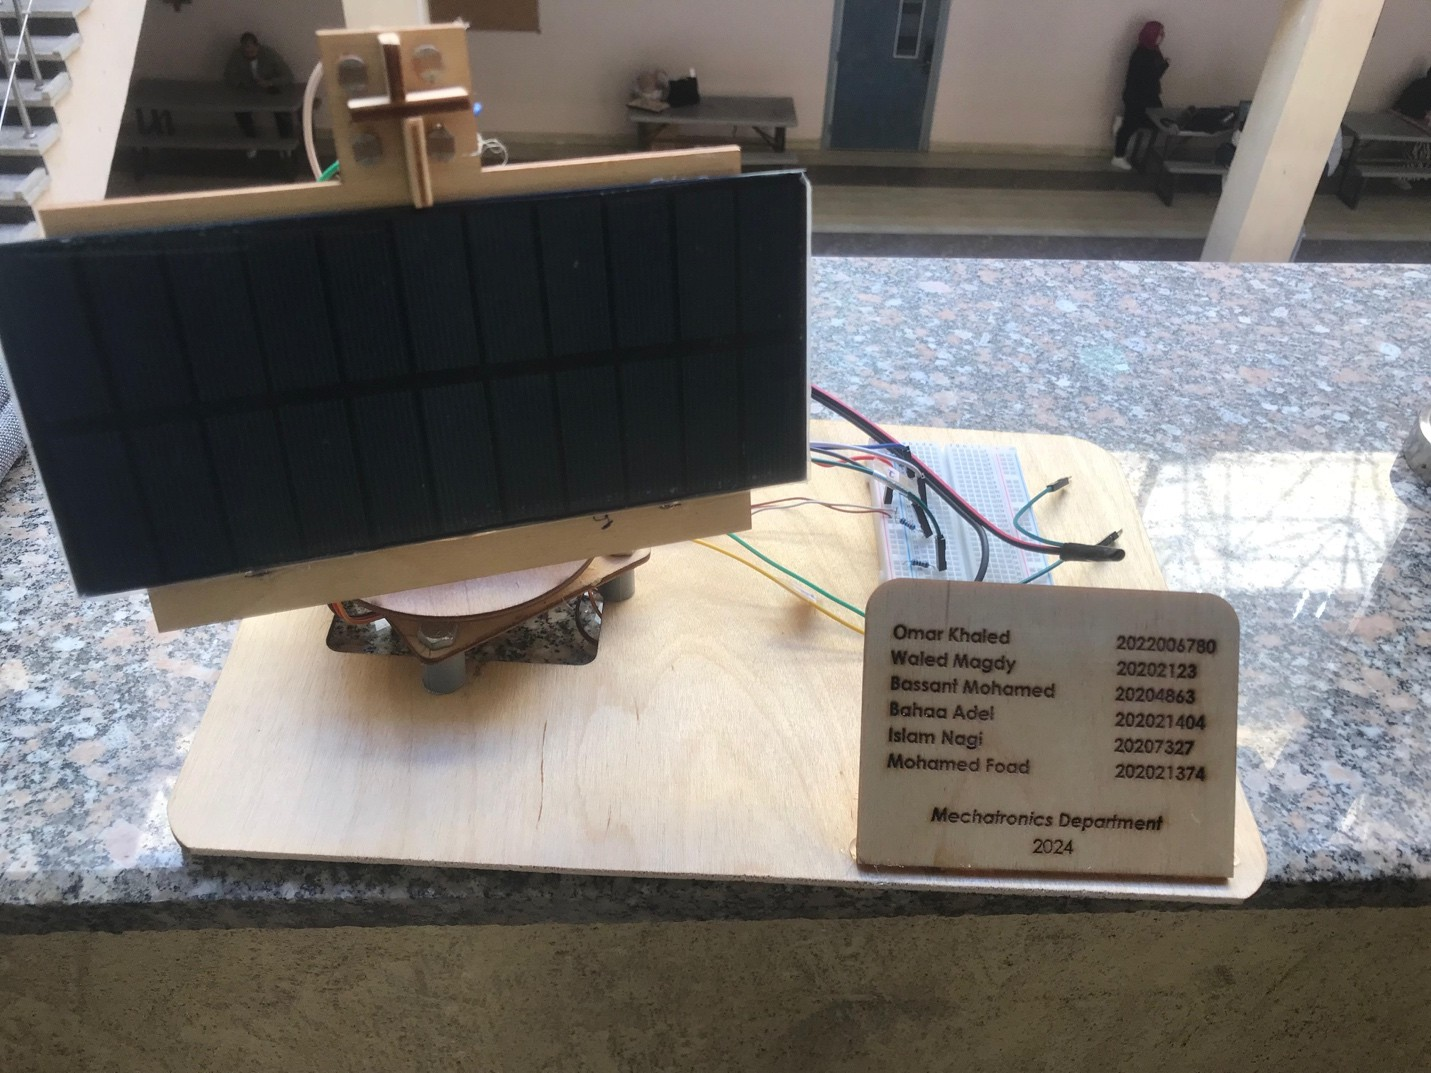 Omar Khaled 2022006780
Waled Magdy 20202123
Bassant Mohamed 20204863
Bahaa Adel 202021404
Islam Nagi 20207327
Mohamed Foad 202021374
Mechatronics Department
2024